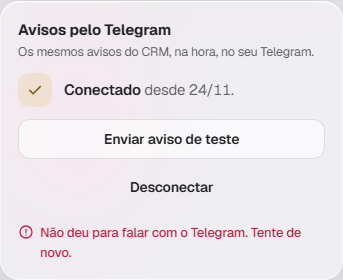 Avisos pelo Telegram
Os mesmos avisos do CRM, na hora, no seu Telegram.
Conectado desde 24/11.
Enviar aviso de teste
Desconectar
Não deu para falar com o Telegram. Tente de
novo.